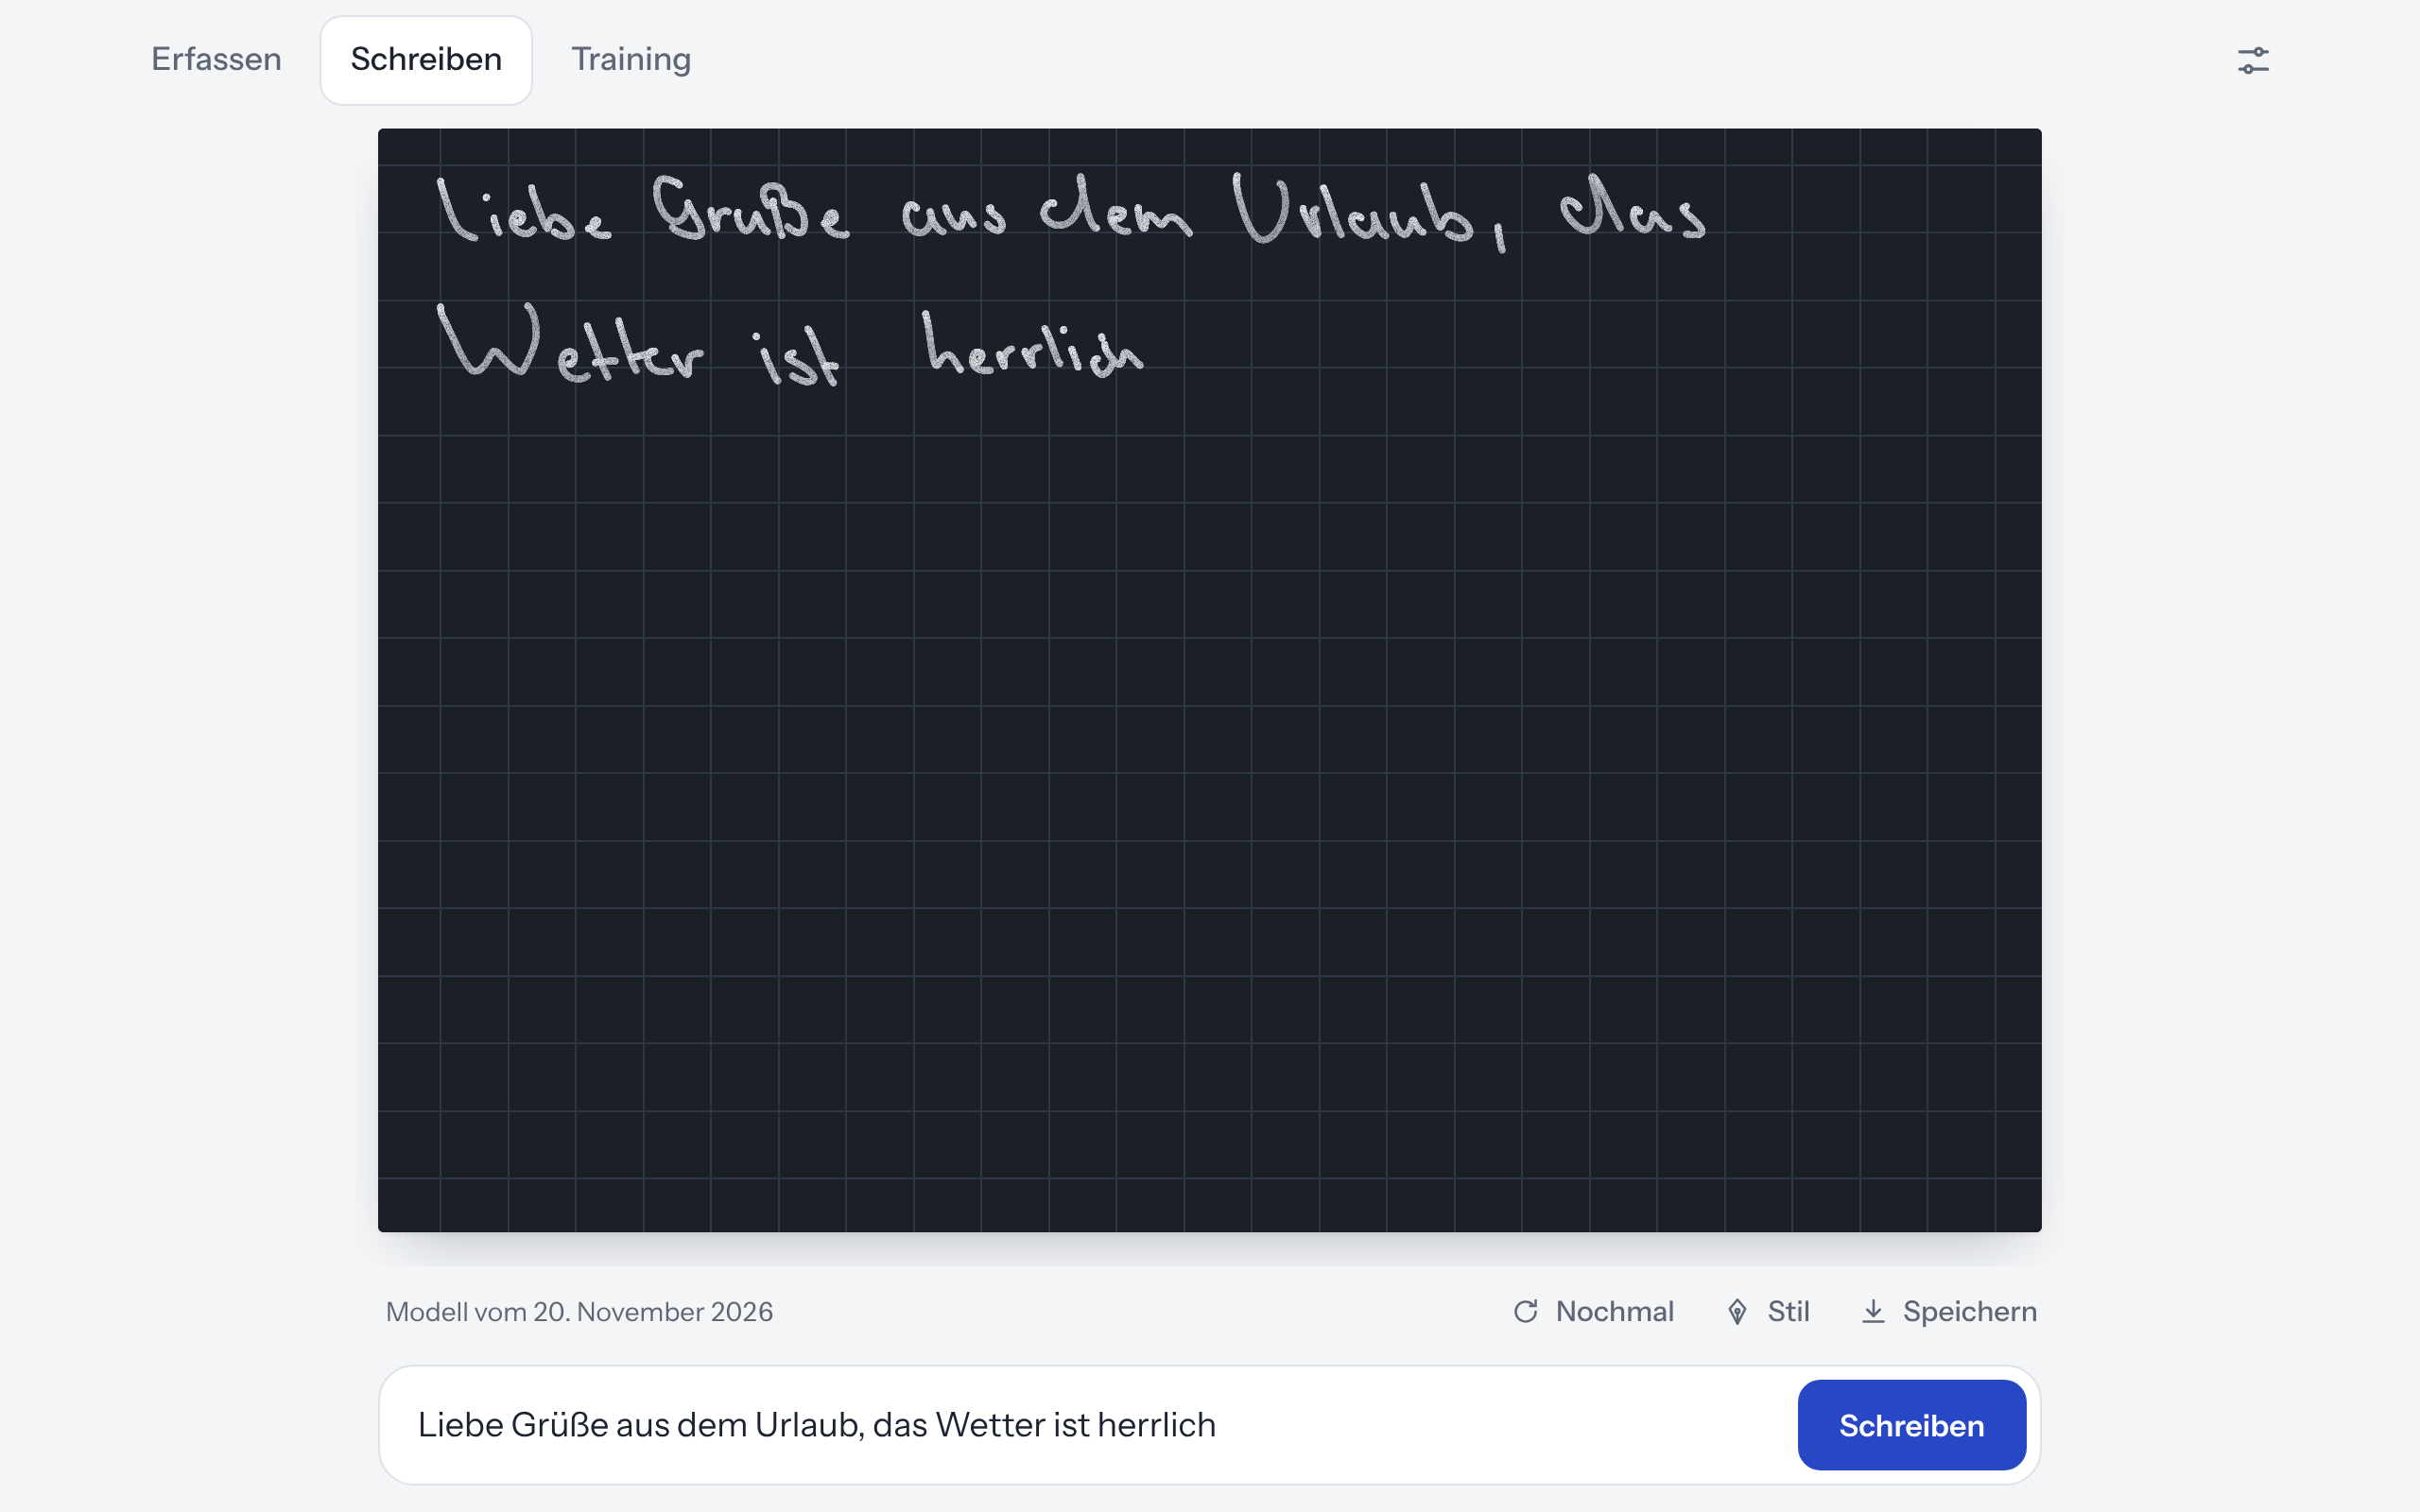 Erfassen Schreiben Training
Liebe Gruße aus dem Urlaub, das
Wetter ist herrlich
Modell vom 20. November 2026 Nochmal Stil Speichern
Liebe Grüße aus dem Urlaub, das Wetter ist herrlich Schreiben